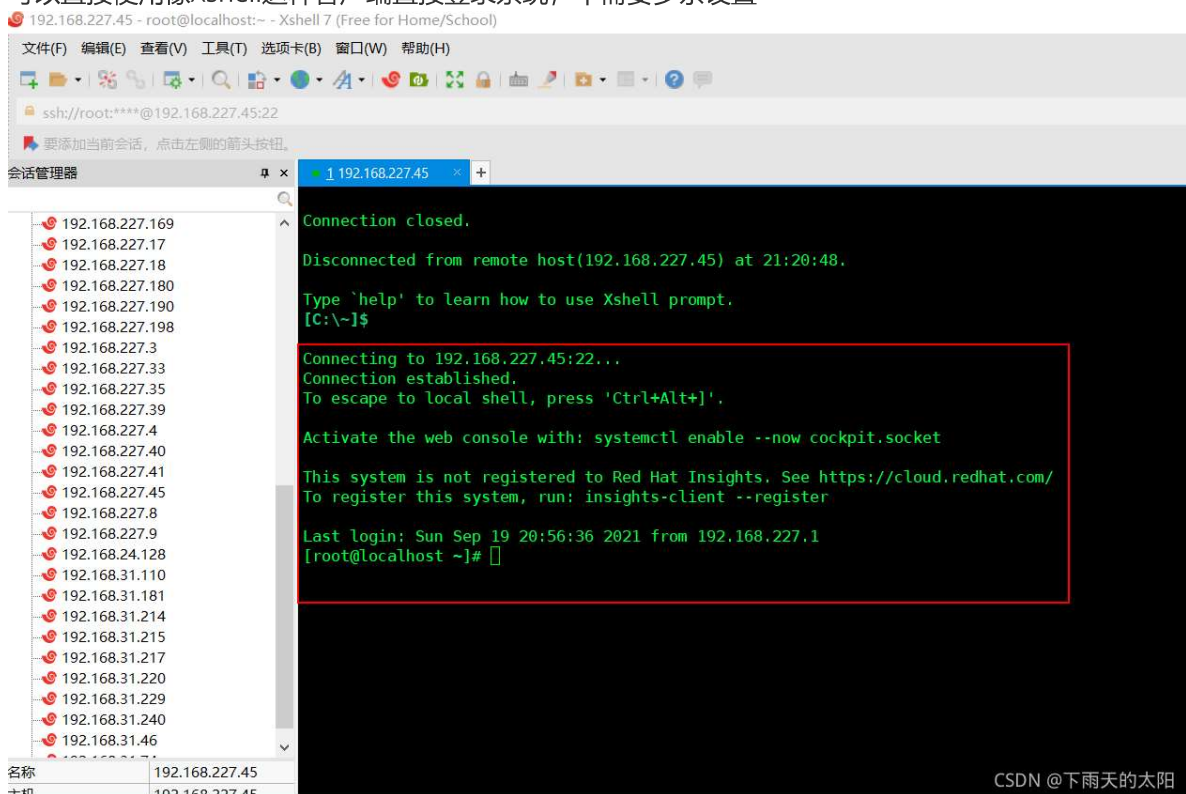 192.168.227.45 - root@localhost:~ - Xshell 7 (Free for Home/School)
文件(F) 编辑(E) 查看(V) 工具(T) 选项卡(B) 窗口(W) 帮助(H)
ssh://root:****@192.168.227.45:22
要添加当前会话，点击左侧的箭头按钮。
会话管理器
1 192.168.227.45
192.168.227.169
192.168.227.17
192.168.227.18
192.168.227.180
192.168.227.190
192.168.227.198
192.168.227.3
192.168.227.33
192.168.227.35
192.168.227.39
192.168.227.4
192.168.227.40
192.168.227.41
192.168.227.45
192.168.227.8
192.168.227.9
192.168.24.128
192.168.31.110
192.168.31.181
192.168.31.214
192.168.31.215
192.168.31.217
192.168.31.220
192.168.31.229
192.168.31.240
192.168.31.46
名称 192.168.227.45
Connection closed.
Disconnected from remote host(192.168.227.45) at 21:20:48.
Type `help' to learn how to use Xshell prompt.
[C:\~]$
Connecting to 192.168.227.45:22...
Connection established.
To escape to local shell, press 'Ctrl+Alt+]'.
Activate the web console with: systemctl enable --now cockpit.socket
This system is not registered to Red Hat Insights. See https://cloud.redhat.com/
To register this system, run: insights-client --register
Last login: Sun Sep 19 20:56:36 2021 from 192.168.227.1
[root@localhost ~]#
CSDN @下雨天的太阳